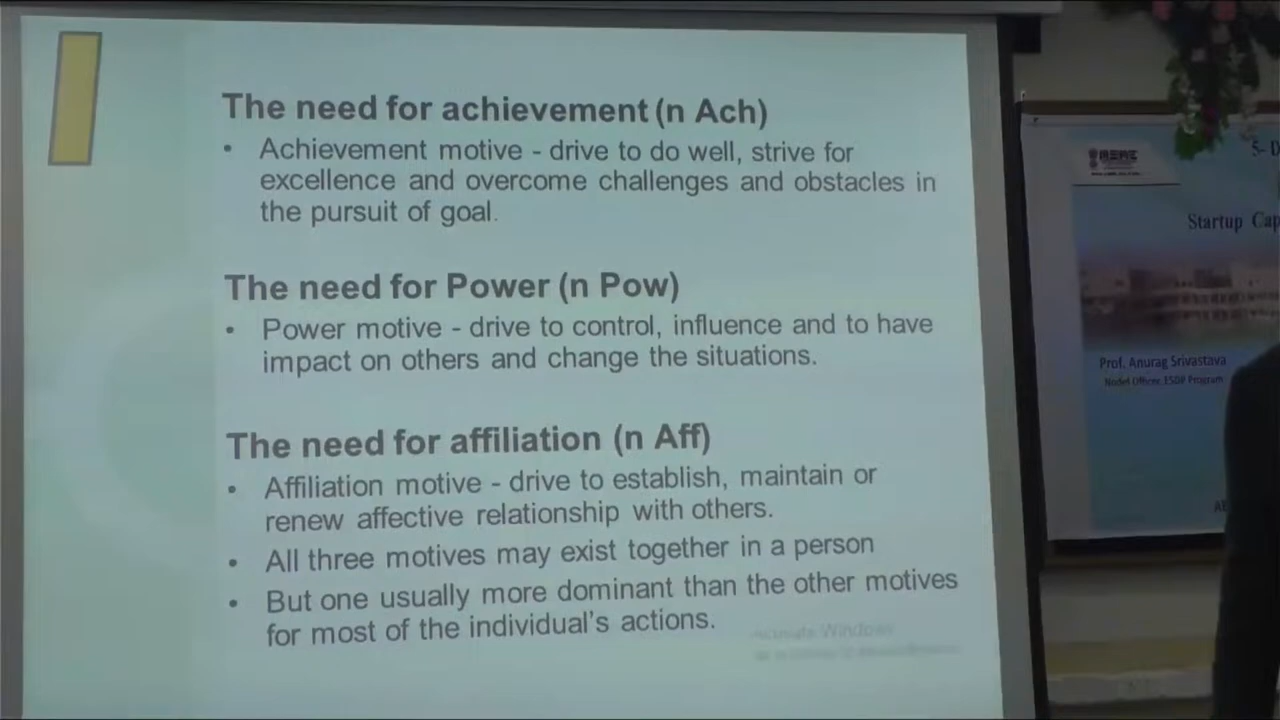 The need for achievement (n Ach)
• Achievement motive - drive to do well, strive for
excellence and overcome challenges and obstacles in
the pursuit of goal.
The need for Power (n Pow)
• Power motive - drive to control, influence and to have
impact on others and change the situations.
The need for affiliation (n Aff)
• Affiliation motive - drive to establish, maintain or
renew affective relationship with others.
• All three motives may exist together in a person
• But one usually more dominant than the other motives
for most of the individual's actions.
Windows
5- D
Startup Cap
Prof. Anurag Srivastava
Nodel Officer, ESDP Program